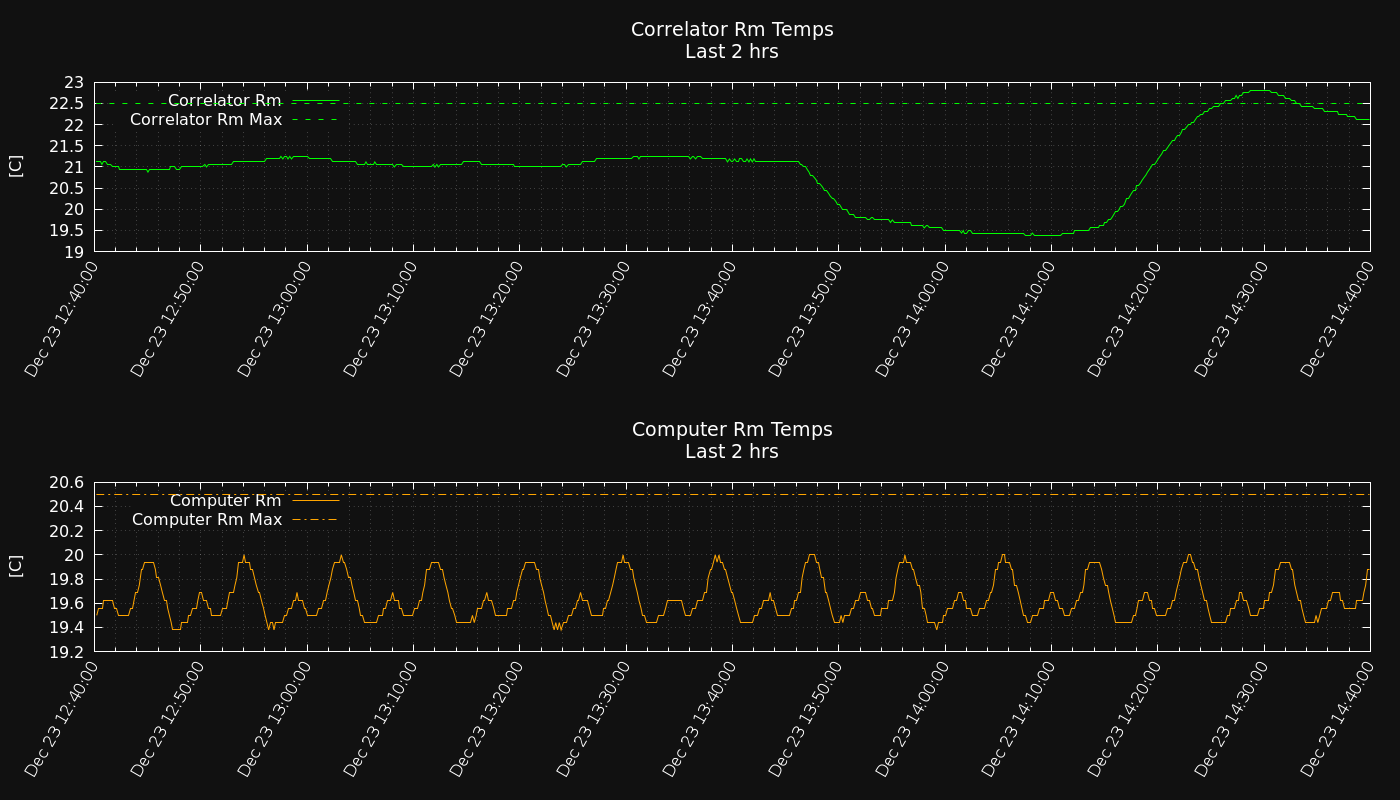 Correlator Rm Temps
Last 2 hrs
[C]
23
22.5
22
21.5
21
20.5
20
19.5
19
Correlator Rm
Correlator Rm Max
Dec 23 12:40:00
Dec 23 12:50:00
Dec 23 13:00:00
Dec 23 13:10:00
Dec 23 13:20:00
Dec 23 13:30:00
Dec 23 13:40:00
Dec 23 13:50:00
Dec 23 14:00:00
Dec 23 14:10:00
Dec 23 14:20:00
Dec 23 14:30:00
Dec 23 14:40:00
Computer Rm Temps
Last 2 hrs
[C]
20.6
20.4
20.2
20
19.8
19.6
19.4
19.2
Computer Rm
Computer Rm Max
Dec 23 12:40:00
Dec 23 12:50:00
Dec 23 13:00:00
Dec 23 13:10:00
Dec 23 13:20:00
Dec 23 13:30:00
Dec 23 13:40:00
Dec 23 13:50:00
Dec 23 14:00:00
Dec 23 14:10:00
Dec 23 14:20:00
Dec 23 14:30:00
Dec 23 14:40:00